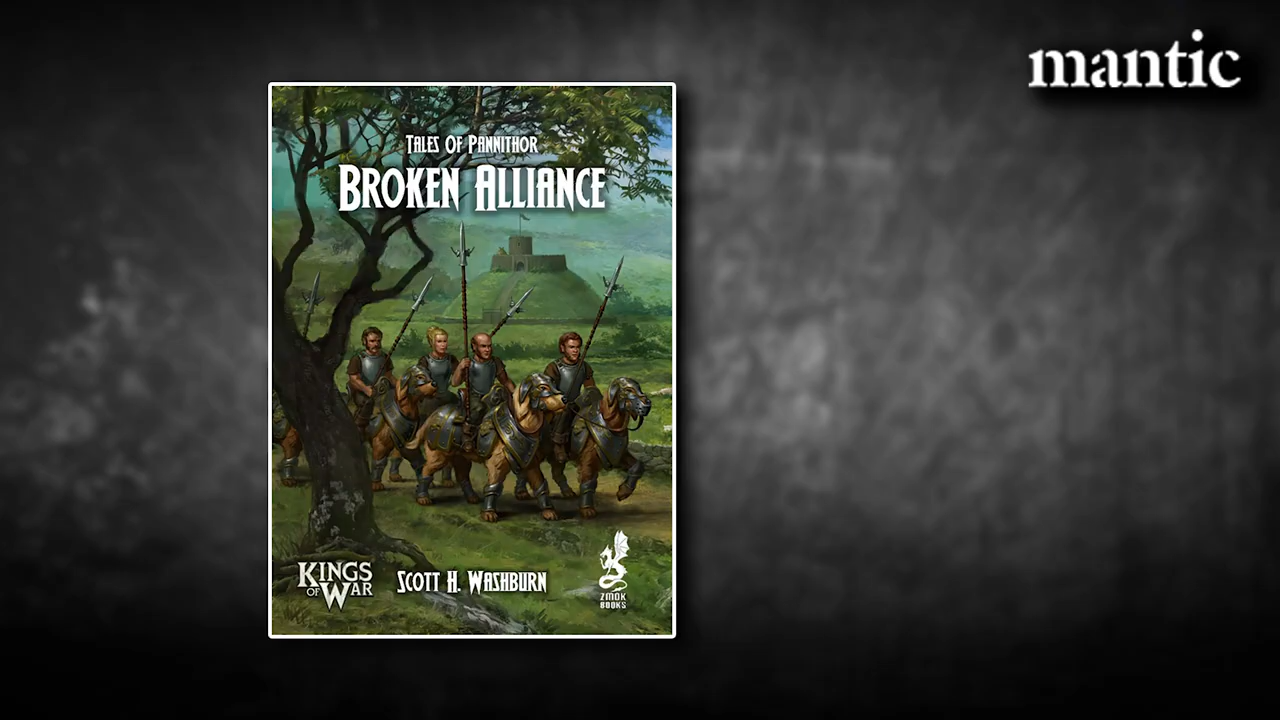 mantic
TALES OF PANNITHOR
BROKEN ALLIANCE
KINGS
OF WAR
SCOTT H. WASHBURN
ZMOK
BOOKS